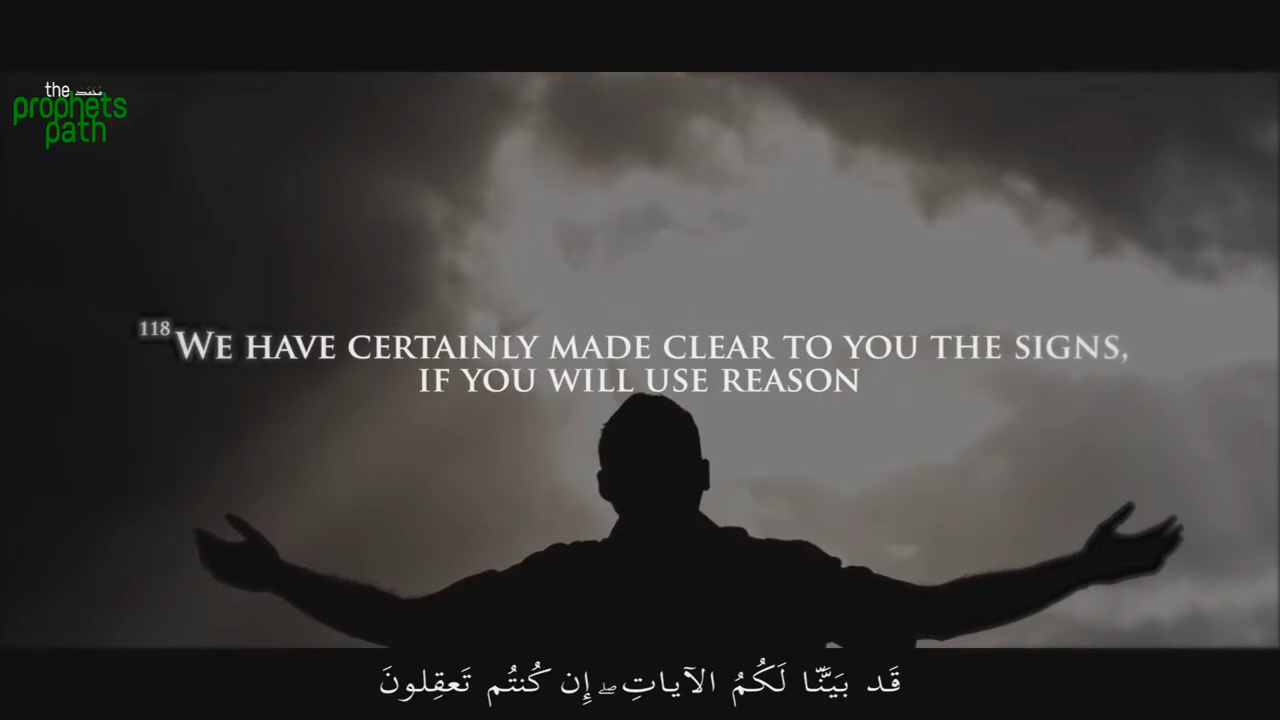 the محمد
prophets
path
118 WE HAVE CERTAINLY MADE CLEAR TO YOU THE SIGNS,
IF YOU WILL USE REASON
قَد بَيَّنّا لَكُمُ الآياتِ ۖ إِن كُنتُم تَعقِلونَ